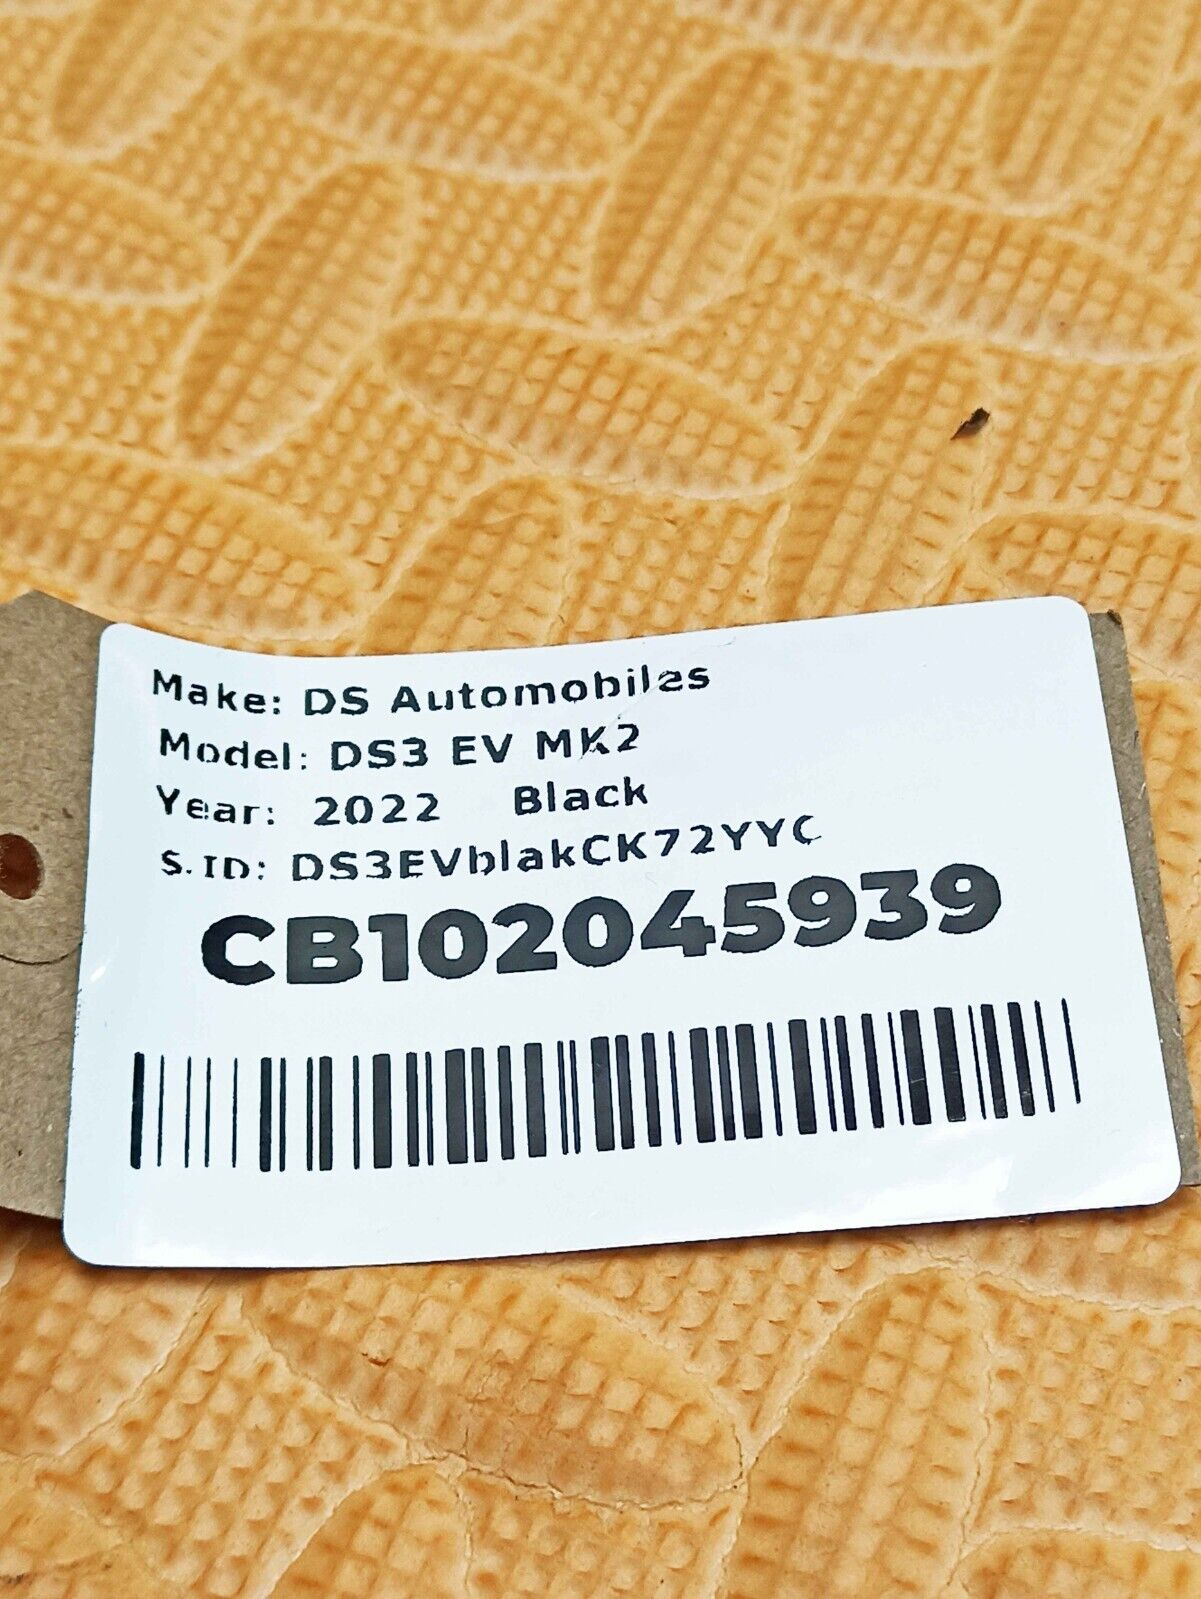 Make: DS Automobiles
Model: DS3 EV MK2
Year: 2022 Black
S.ID: DS3EVblakCK72YYC
CB102045939